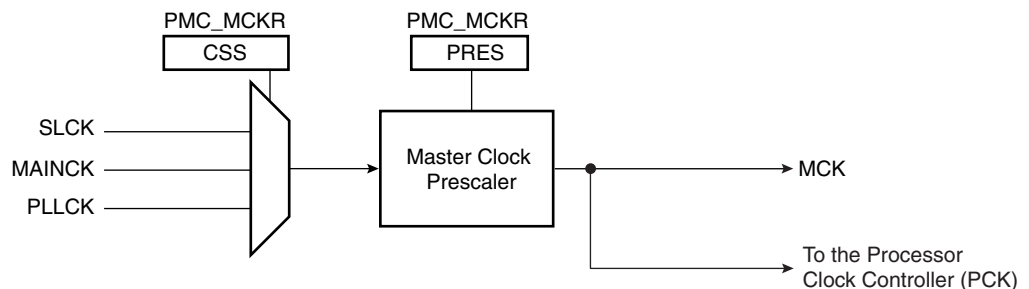 PMC_MCKR
PMC_MCKR
CSS
PRES
SLCK
MAINCK
PLLCK
Master Clock
Prescaler
MCK
To the Processor
Clock Controller (PCK)